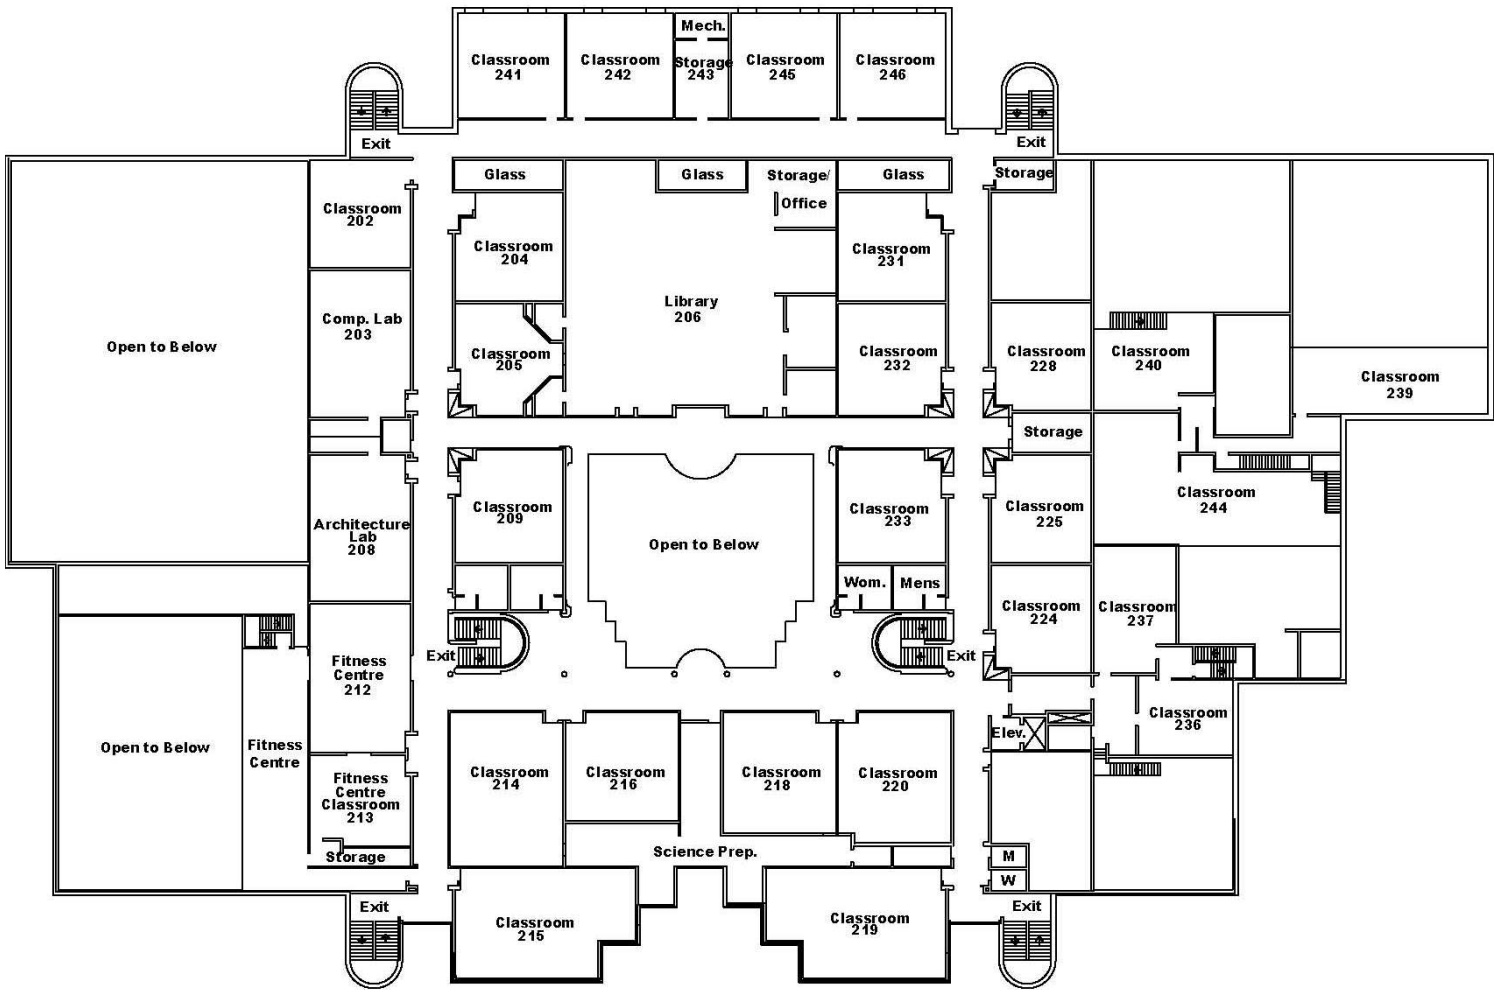 Mech.
Classroom
241
Classroom
242
Storage
243
Classroom
245
Classroom
246
Exit
Exit
Glass
Glass
Storage/
Office
Glass
Storage
Classroom
202
Classroom
204
Classroom
231
Comp. Lab
203
Library
206
Open to Below
Classroom
205
Classroom
232
Classroom
228
Classroom
240
Classroom
239
Storage
Classroom
209
Classroom
233
Classroom
225
Classroom
244
Architecture
Lab
208
Open to Below
Wom.
Mens
Classroom
224
Classroom
237
Exit
Exit
Fitness
Centre
212
Classroom
236
Elev.
Open to Below
Fitness
Centre
Fitness
Centre
Classroom
213
Classroom
214
Classroom
216
Classroom
218
Classroom
220
Storage
Science Prep.
M
W
Exit
Classroom
215
Classroom
219
Exit